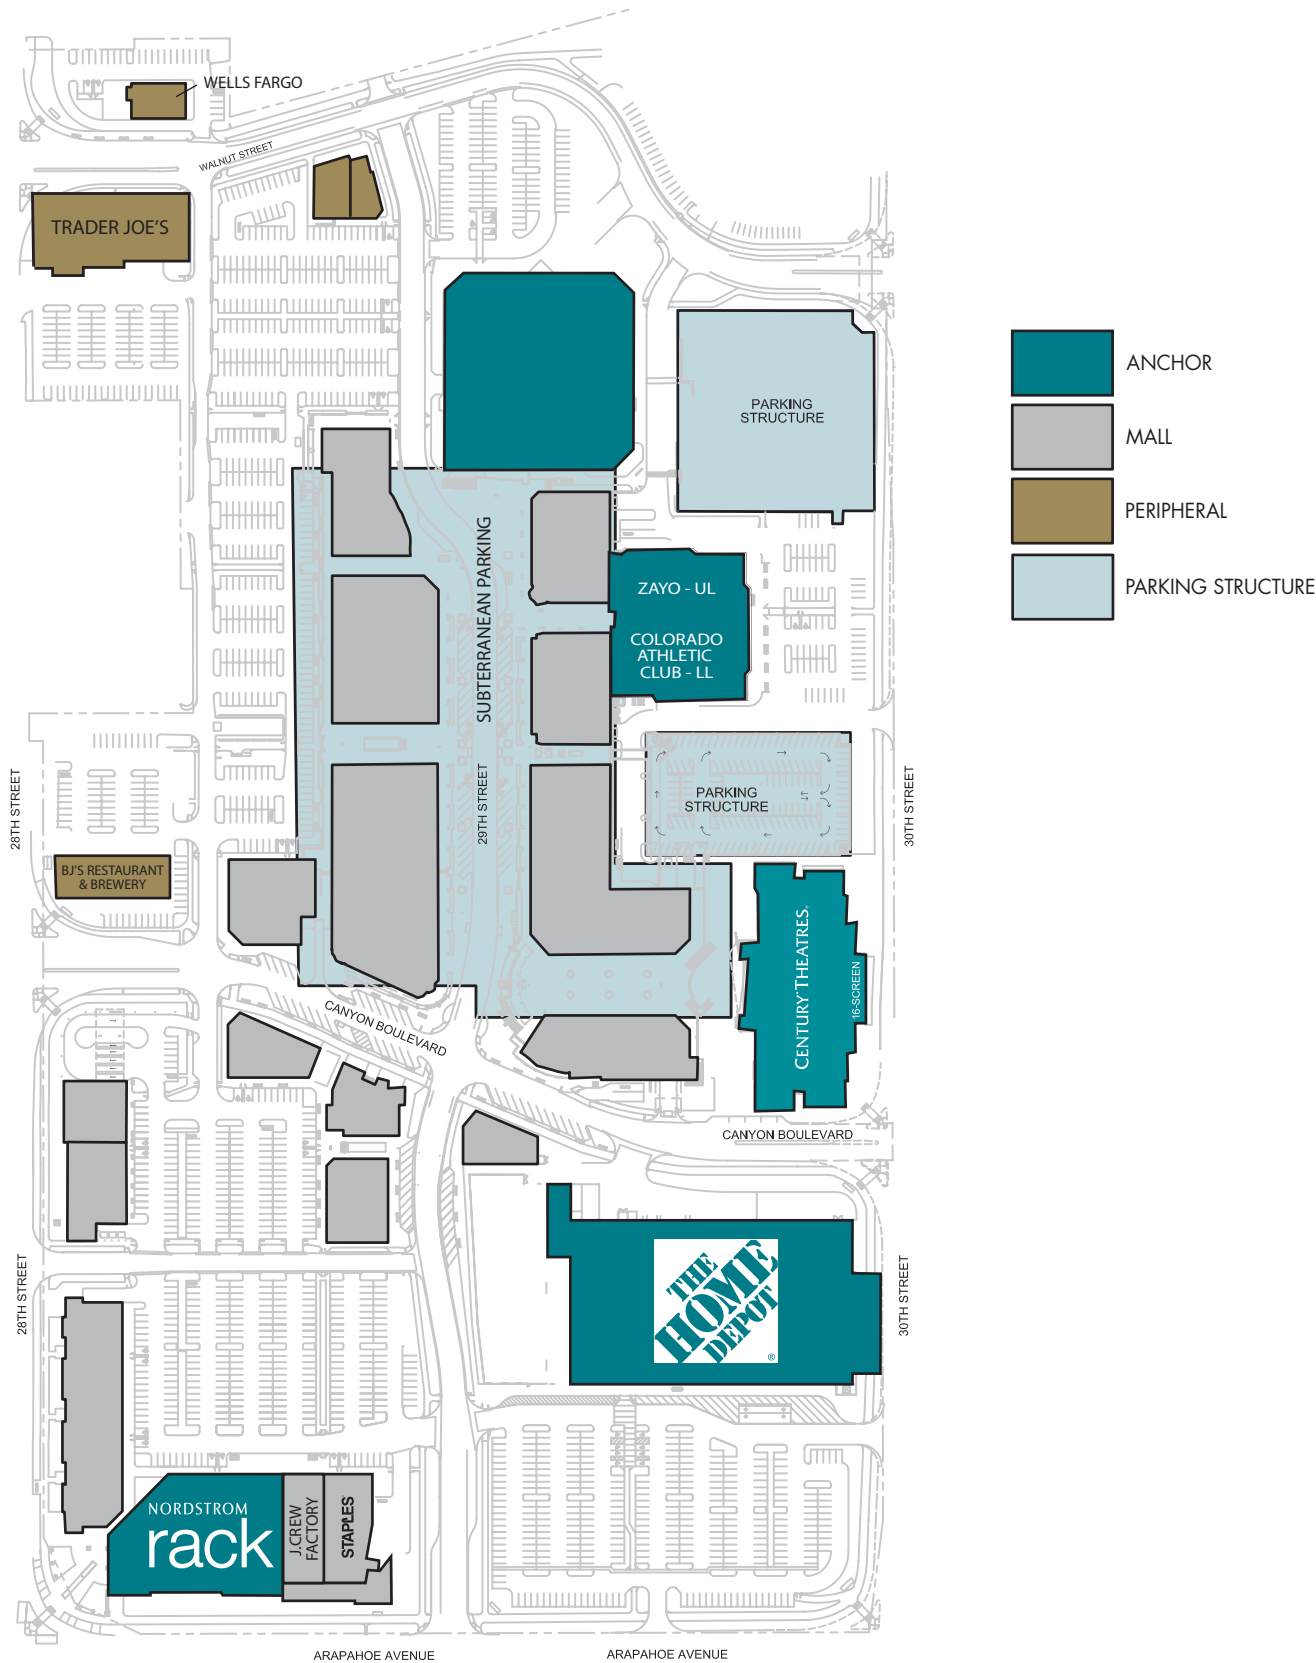 WELLS FARGO
WALNUT STREET
TRADER JOE'S
ANCHOR
MALL
PERIPHERAL
PARKING STRUCTURE
PARKING
STRUCTURE
SUBTERRANEAN PARKING
ZAYO - UL
COLORADO
ATHLETIC
CLUB - LL
28TH STREET
29TH STREET
PARKING
STRUCTURE
30TH STREET
BJ'S RESTAURANT
& BREWERY
CENTURY THEATRES®
16-SCREEN
CANYON BOULEVARD
CANYON BOULEVARD
28TH STREET
THE
HOME
DEPOT
®
30TH STREET
NORDSTROM
rack
J.CREW
FACTORY
STAPLES
ARAPAHOE AVENUE
ARAPAHOE AVENUE